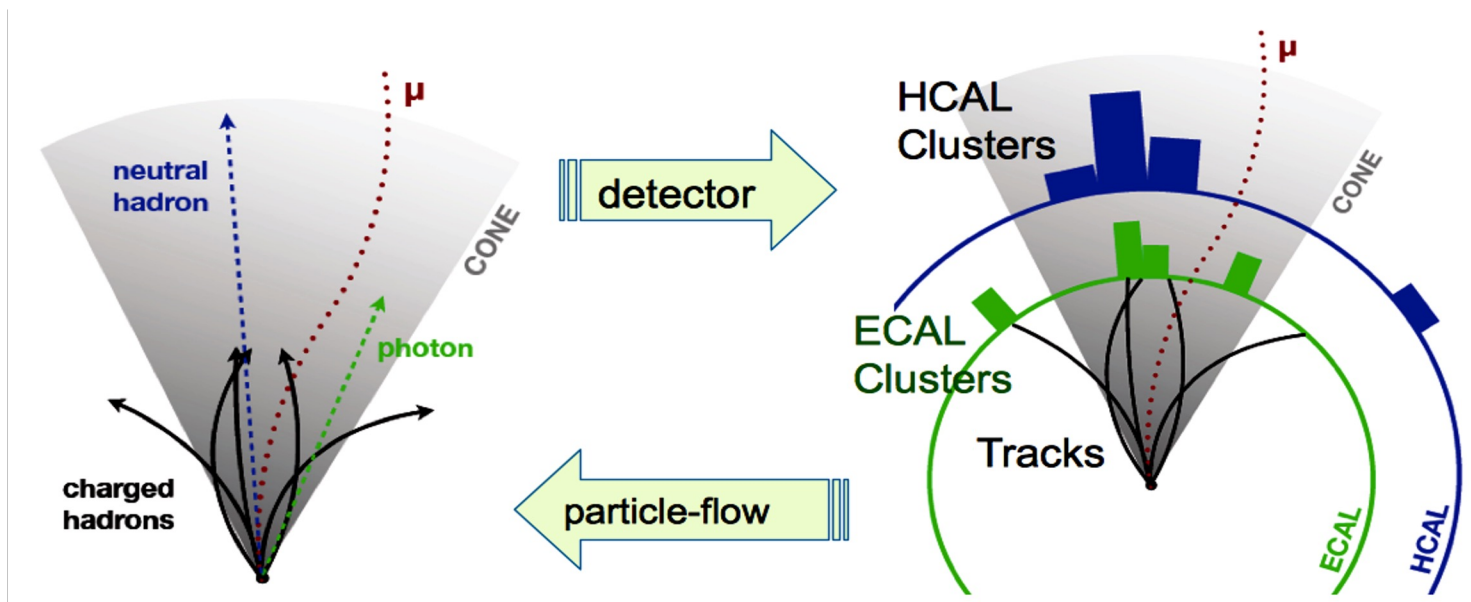 μ
neutral
hadron
CONE
photon
charged
hadrons
detector
particle-flow
μ
HCAL
Clusters
CONE
ECAL
Clusters
Tracks
ECAL
HCAL